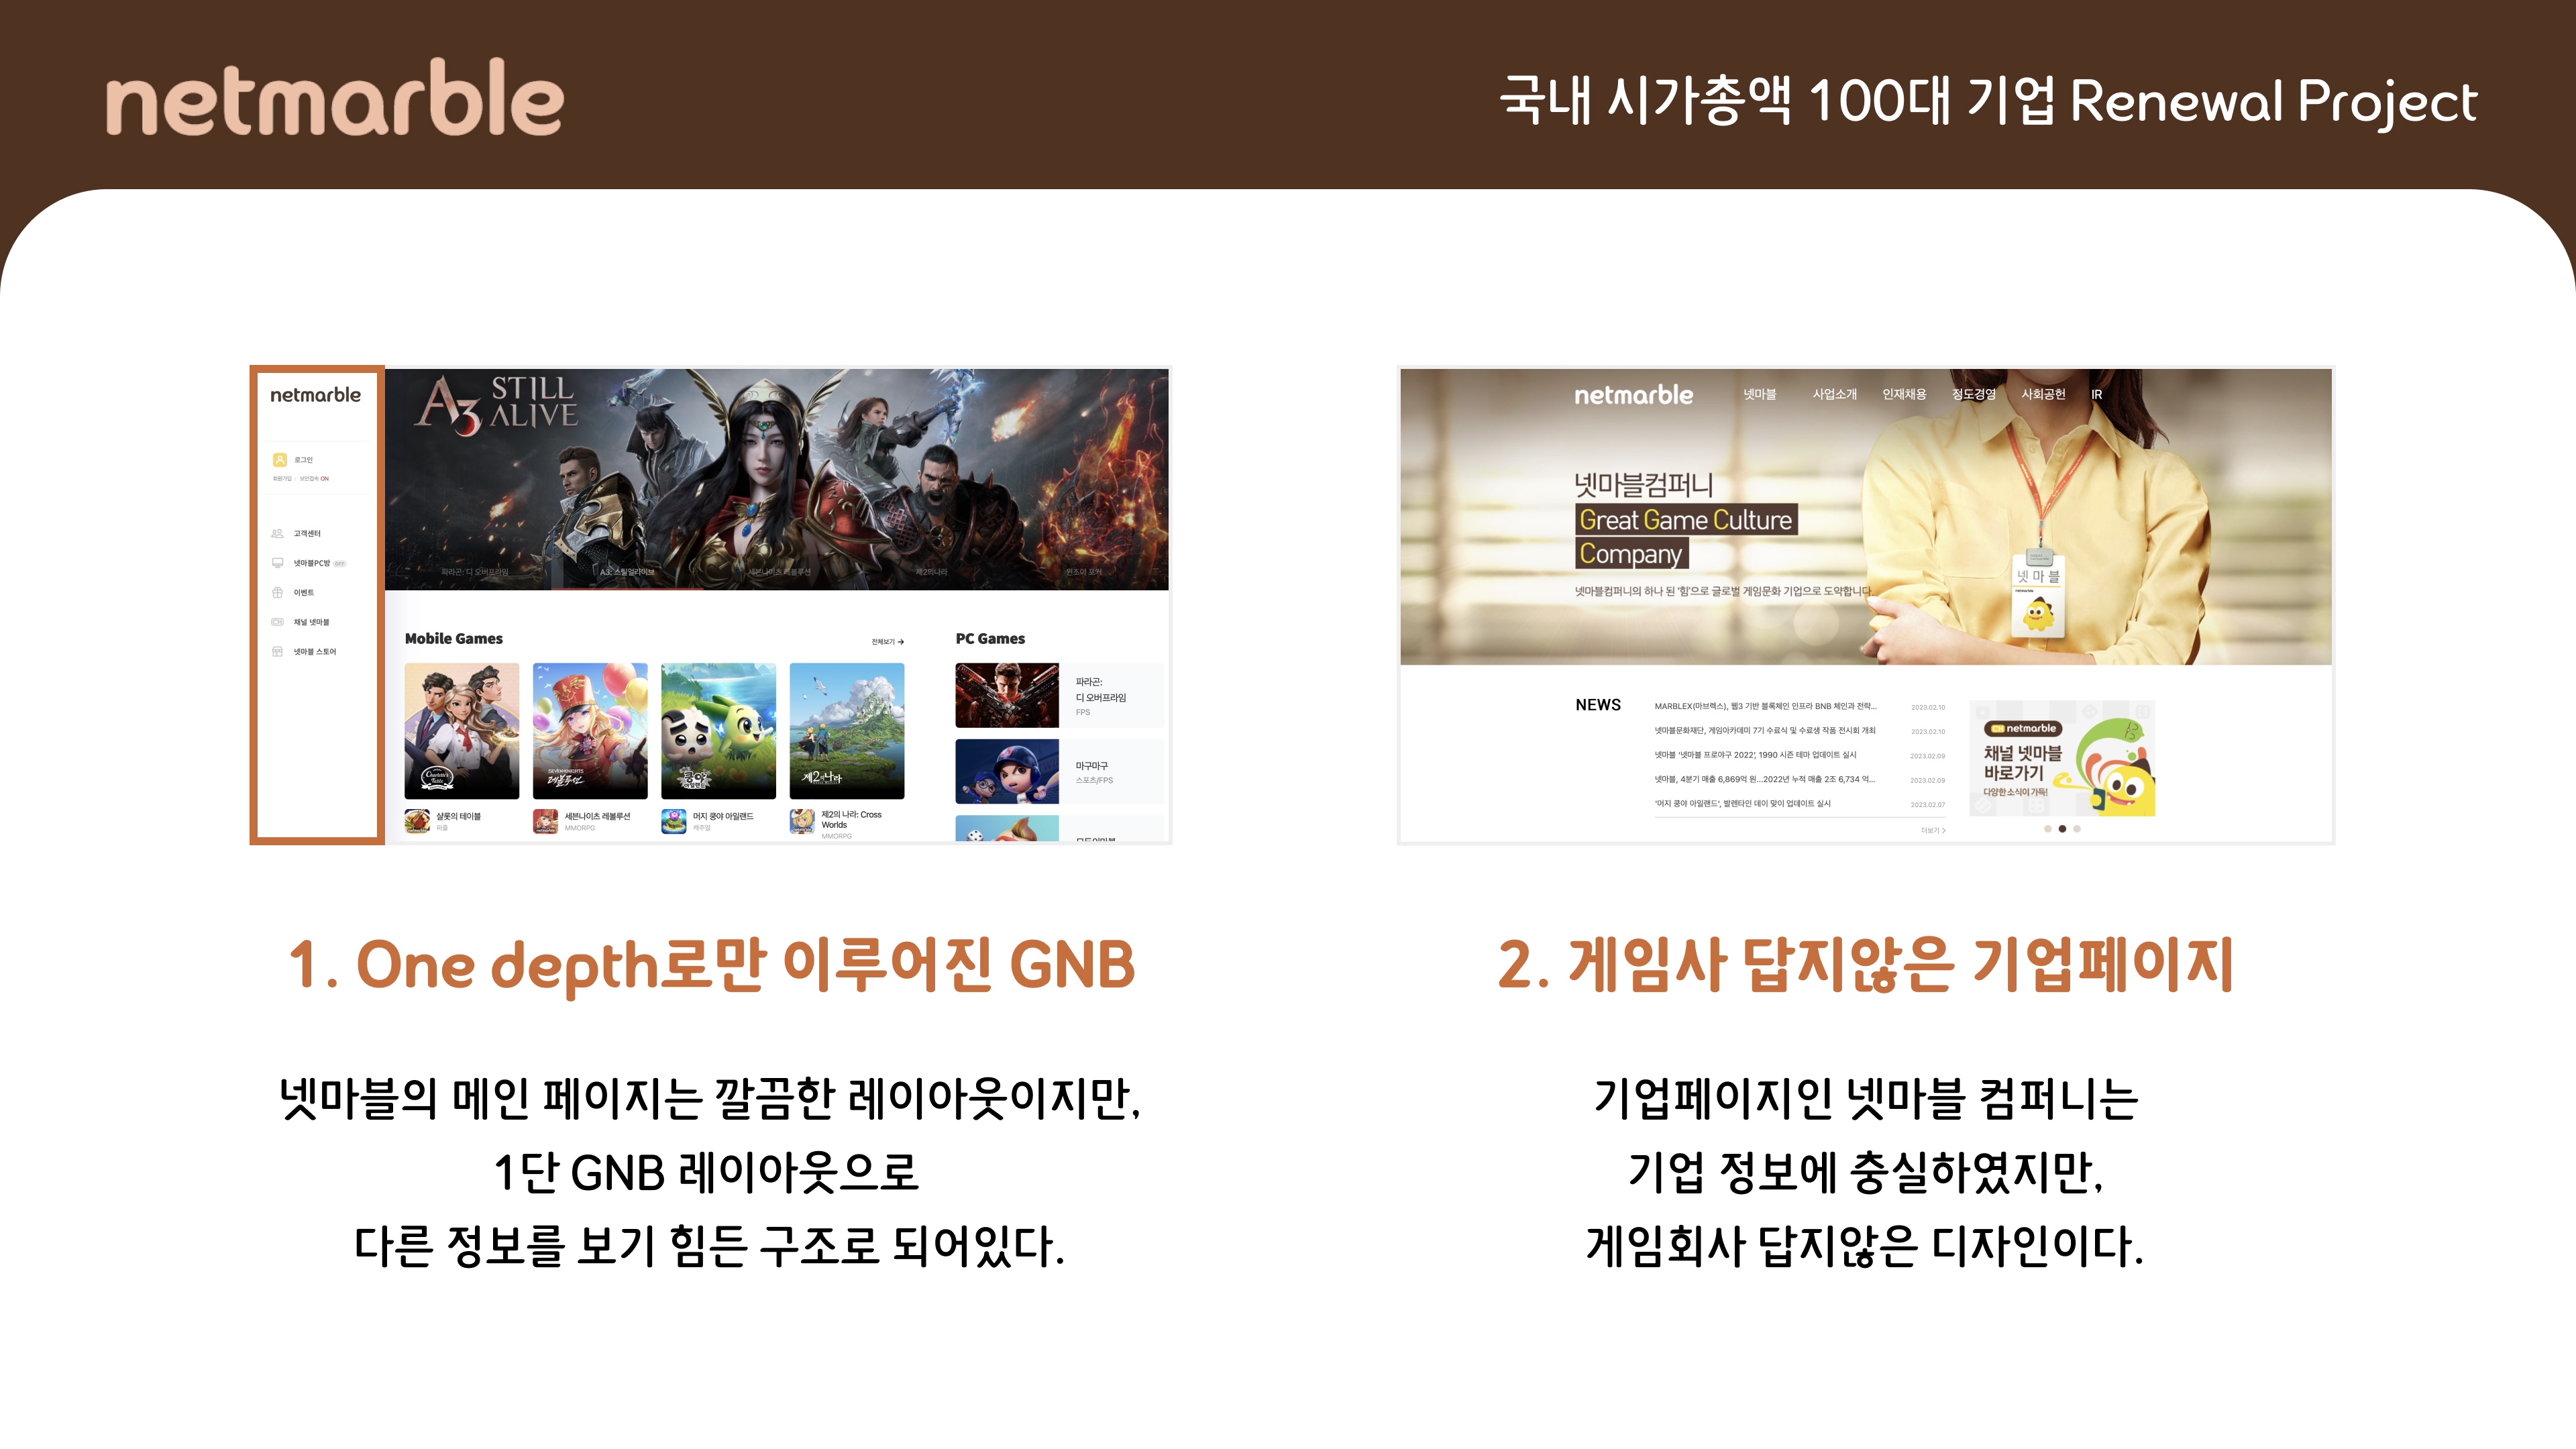 netmarble
국내 시가총액 100대 기업 Renewal Project
netmarble
로그인
회원가입 | 보안접속 ON
고객센터
넷마블PC방 OFF
이벤트
채널 넷마블
넷마블 스토어
A3 STILL ALIVE
파라곤: 디 오버프라임
A3: 스틸얼라이브
세븐나이츠 레볼루션
제2의나라
윈조이 포커
Mobile Games
전체보기 →
PC Games
샬롯의 테이블
퍼즐
세븐나이츠 레볼루션
MMORPG
머지 쿵야 아일랜드
캐주얼
제2의 나라: Cross Worlds
MMORPG
파라곤:
디 오버프라임
FPS
마구마구
스포츠/FPS
netmarble
넷마블 사업소개 인재채용 정도경영 사회공헌 IR
넷마블컴퍼니
Great Game Culture
Company
넷마블컴퍼니의 하나 된 '힘'으로 글로벌 게임문화 기업으로 도약합니다.
넷마블
NEWS
MARBLEX(마브렉스), 웹3 기반 블록체인 인프라 BNB 체인과 전략... 2023.02.10
넷마블문화재단, 게임아카데미 7기 수료식 및 수료생 작품 전시회 개최 2023.02.10
넷마블 '넷마블 프로야구 2022', 1990 시즌 테마 업데이트 실시 2023.02.09
넷마블, 4분기 매출 6,869억 원...2022년 누적 매출 2조 6,734 억... 2023.02.09
'머지 쿵야 아일랜드', 발렌타인 데이 맞이 업데이트 실시 2023.02.07
더보기 >
CH netmarble
채널 넷마블
바로가기
다양한 소식이 가득!
1. One depth로만 이루어진 GNB
넷마블의 메인 페이지는 깔끔한 레이아웃이지만,
1단 GNB 레이아웃으로
다른 정보를 보기 힘든 구조로 되어있다.
2. 게임사 답지않은 기업페이지
기업페이지인 넷마블 컴퍼니는
기업 정보에 충실하였지만,
게임회사 답지않은 디자인이다.